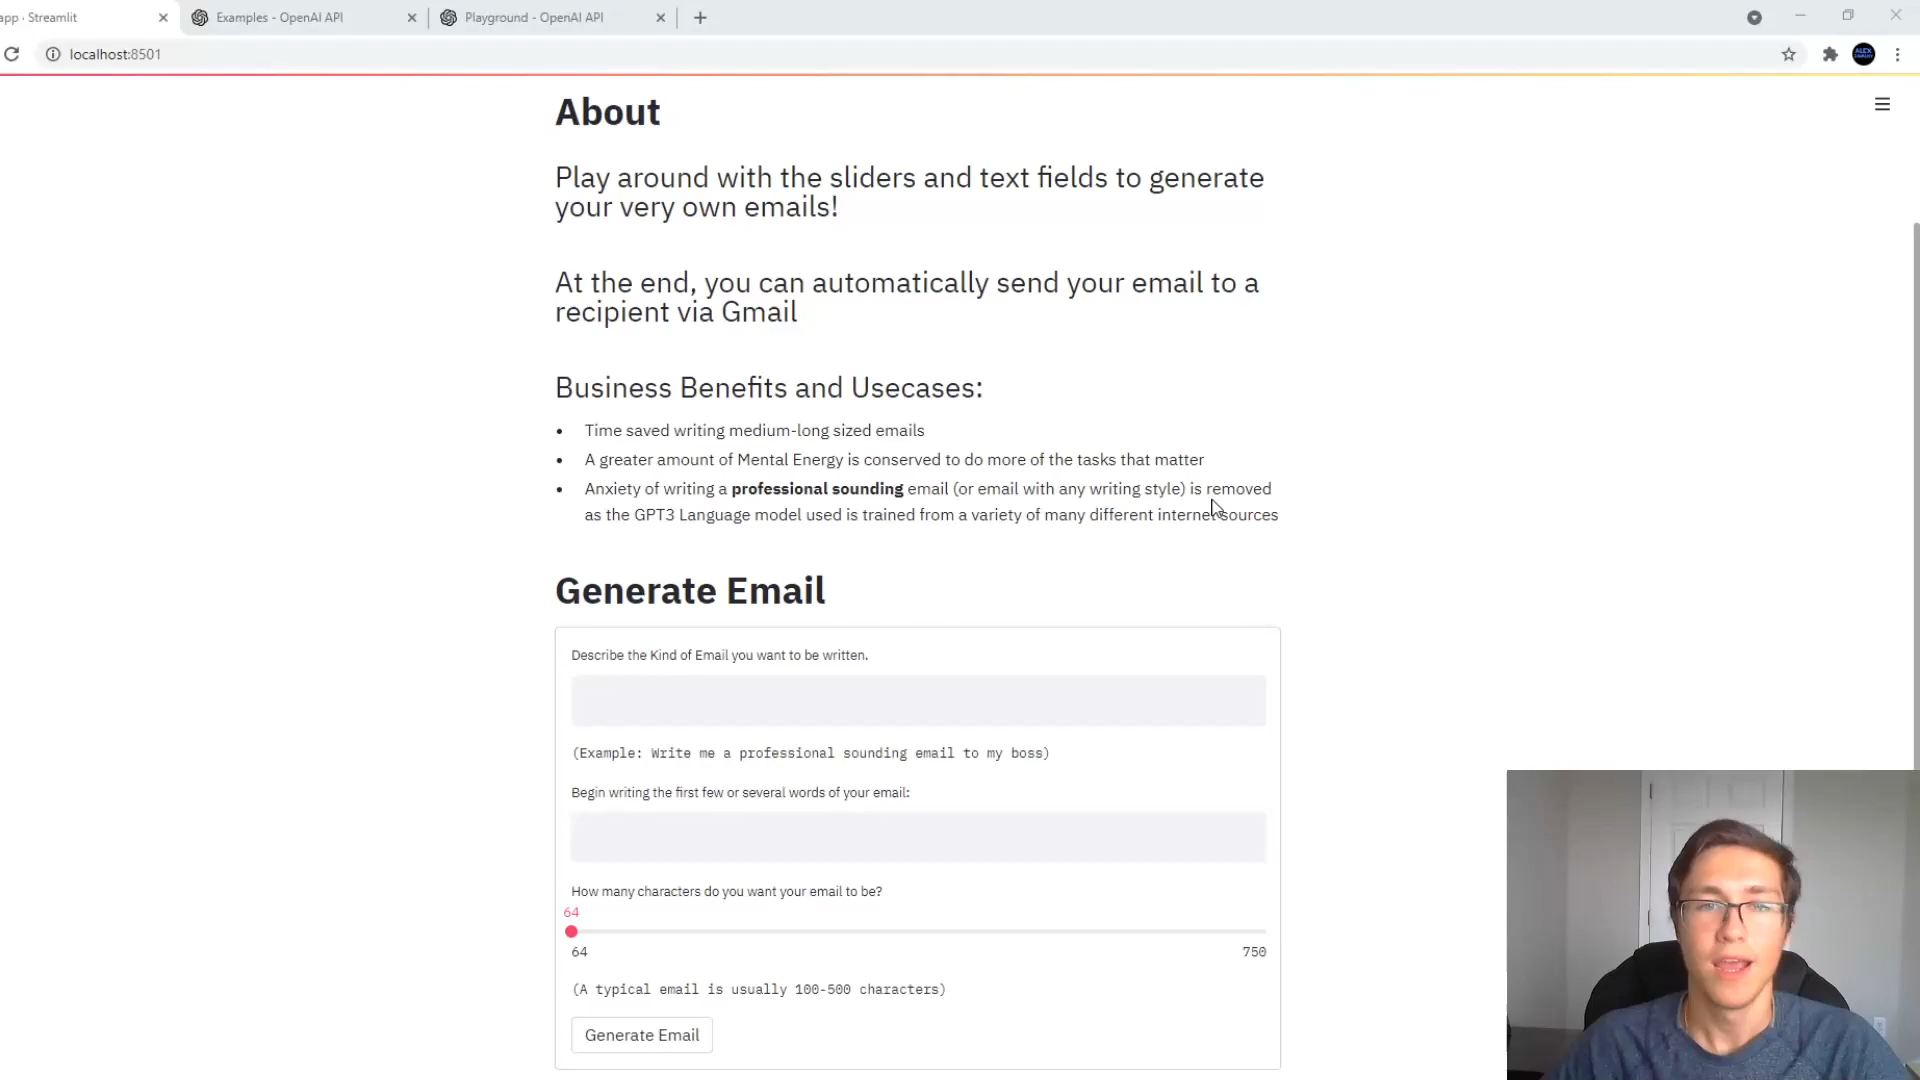 app · Streamlit
Examples - OpenAI API
Playground - OpenAI API
localhost:8501
About
Play around with the sliders and text fields to generate
your very own emails!
At the end, you can automatically send your email to a
recipient via Gmail
Business Benefits and Usecases:
Time saved writing medium-long sized emails
A greater amount of Mental Energy is conserved to do more of the tasks that matter
Anxiety of writing a professional sounding email (or email with any writing style) is removed
as the GPT3 Language model used is trained from a variety of many different internet sources
Generate Email
Describe the Kind of Email you want to be written.
(Example: Write me a professional sounding email to my boss)
Begin writing the first few or several words of your email:
How many characters do you want your email to be?
64
64
750
(A typical email is usually 100-500 characters)
Generate Email